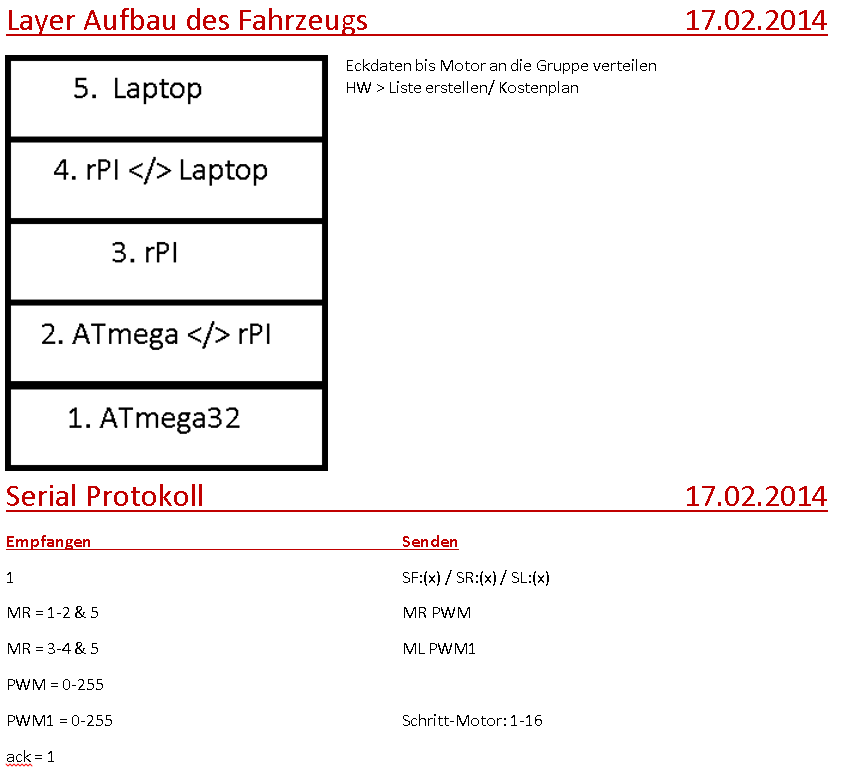 Layer Aufbau des Fahrzeugs 17.02.2014
Eckdaten bis Motor an die Gruppe verteilen
HW > Liste erstellen/ Kostenplan
5. Laptop
4. rPI </> Laptop
3. rPI
2. ATmega </> rPI
1. ATmega32
Serial Protokoll 17.02.2014
Empfangen Senden
1 SF:(x) / SR:(x) / SL:(x)
MR = 1-2 & 5 MR PWM
MR = 3-4 & 5 ML PWM1
PWM = 0-255
PWM1 = 0-255 Schritt-Motor: 1-16
ack = 1